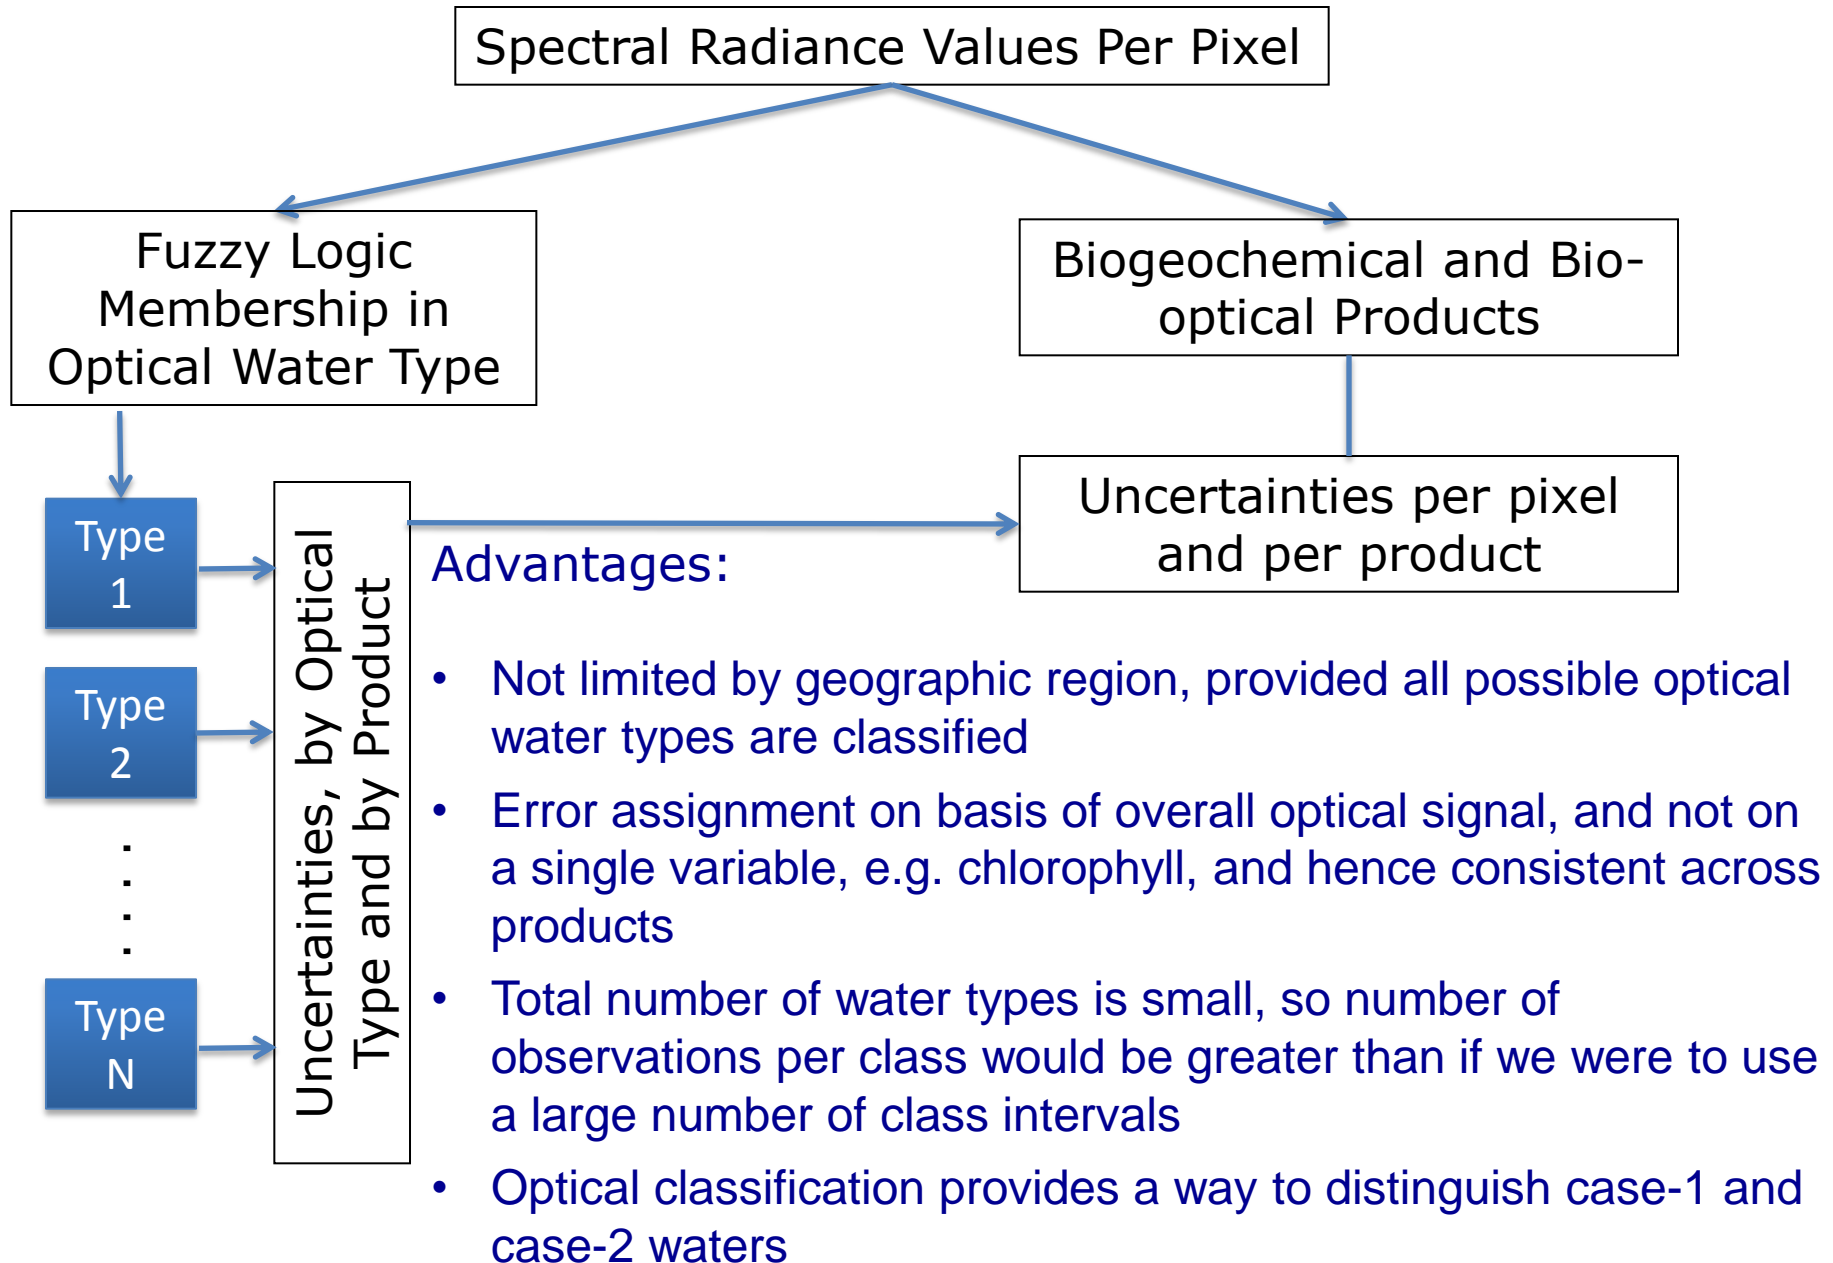 Spectral Radiance Values Per Pixel
Fuzzy Logic
Membership in
Optical Water Type
Biogeochemical and Bio-
optical Products
Uncertainties per pixel
and per product
Type
1
Type
2
.
.
.
.
Type
N
Uncertainties, by Optical
Type and by Product
Advantages:
• Not limited by geographic region, provided all possible optical
water types are classified
• Error assignment on basis of overall optical signal, and not on
a single variable, e.g. chlorophyll, and hence consistent across
products
• Total number of water types is small, so number of
observations per class would be greater than if we were to use
a large number of class intervals
• Optical classification provides a way to distinguish case-1 and
case-2 waters